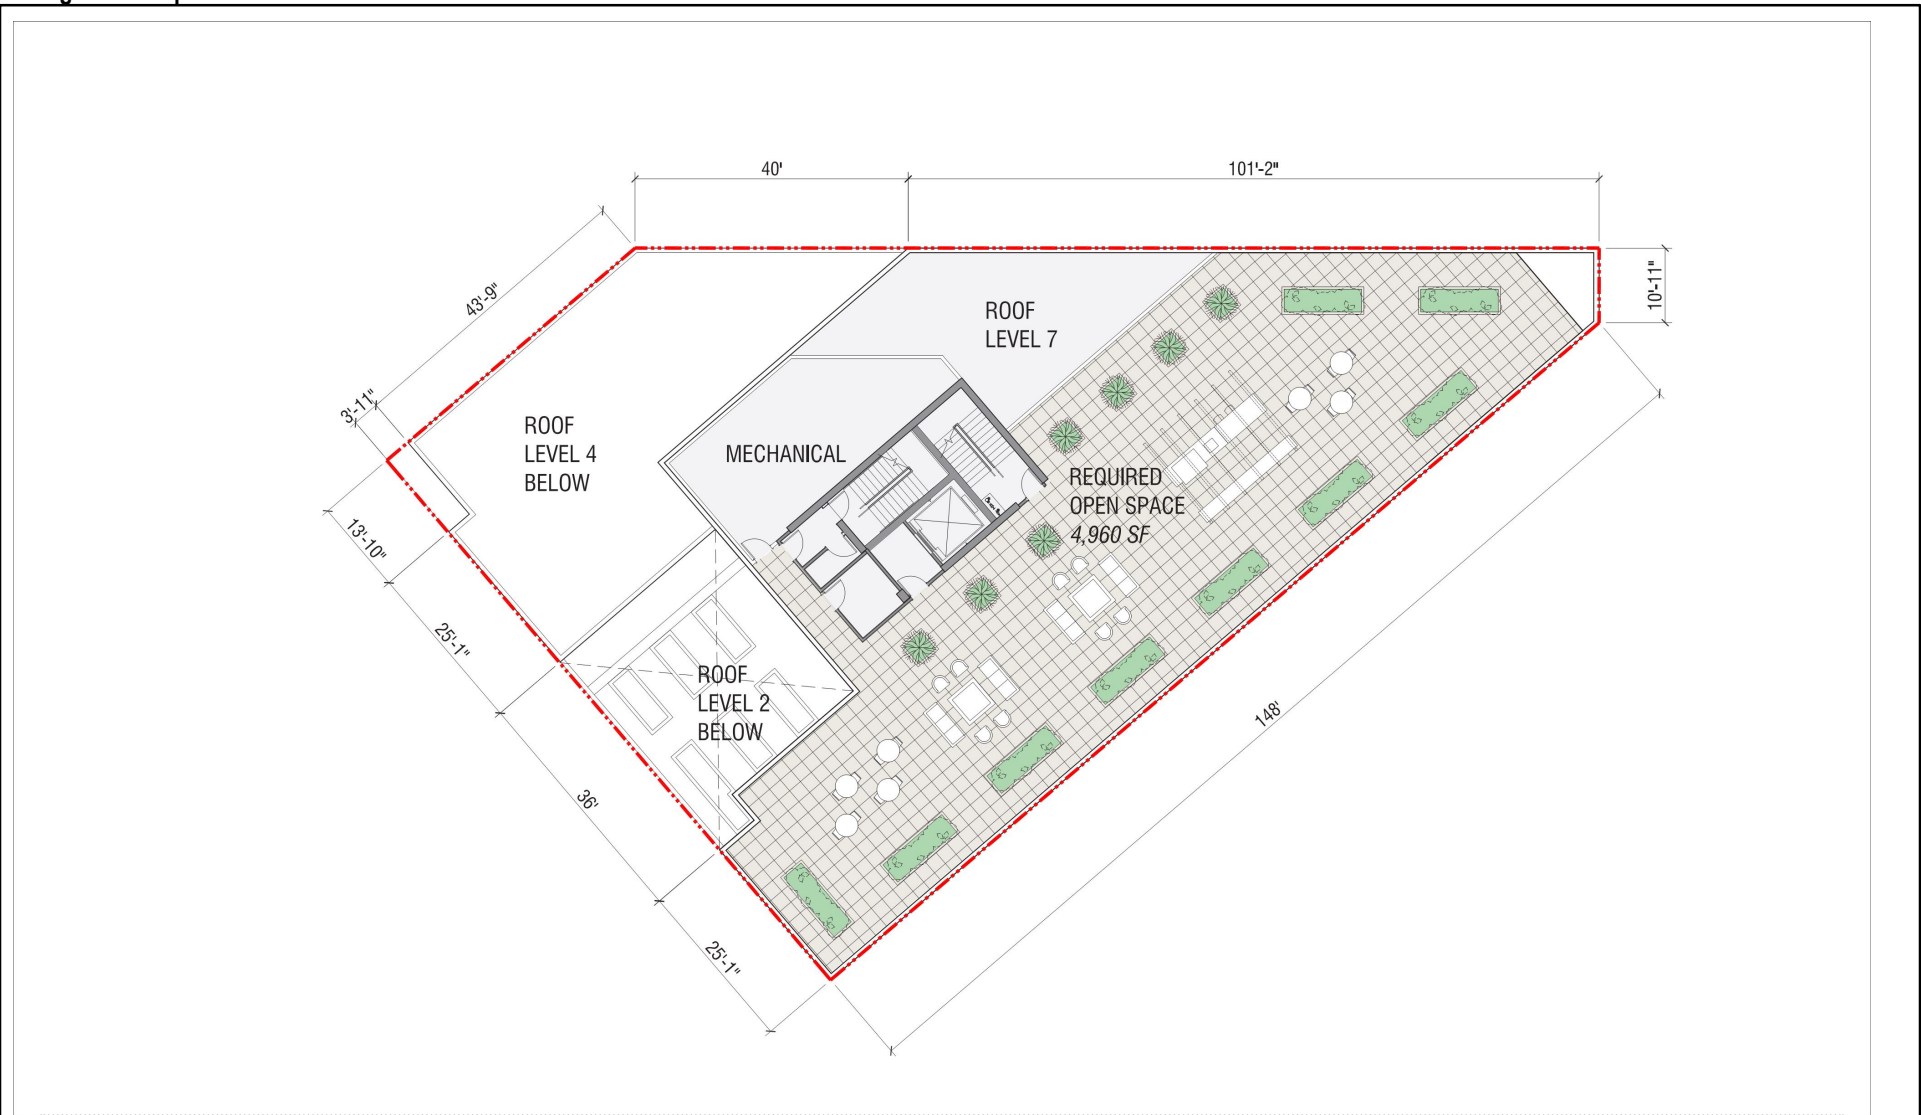 40'
101'-2"
43'-9"
10'-11"
ROOF
LEVEL 7
3'-11"
ROOF
LEVEL 4
BELOW
MECHANICAL
REQUIRED
OPEN SPACE
4,960 SF
13'-10"
25'-1"
ROOF
LEVEL 2
BELOW
148'
36'
25'-1"